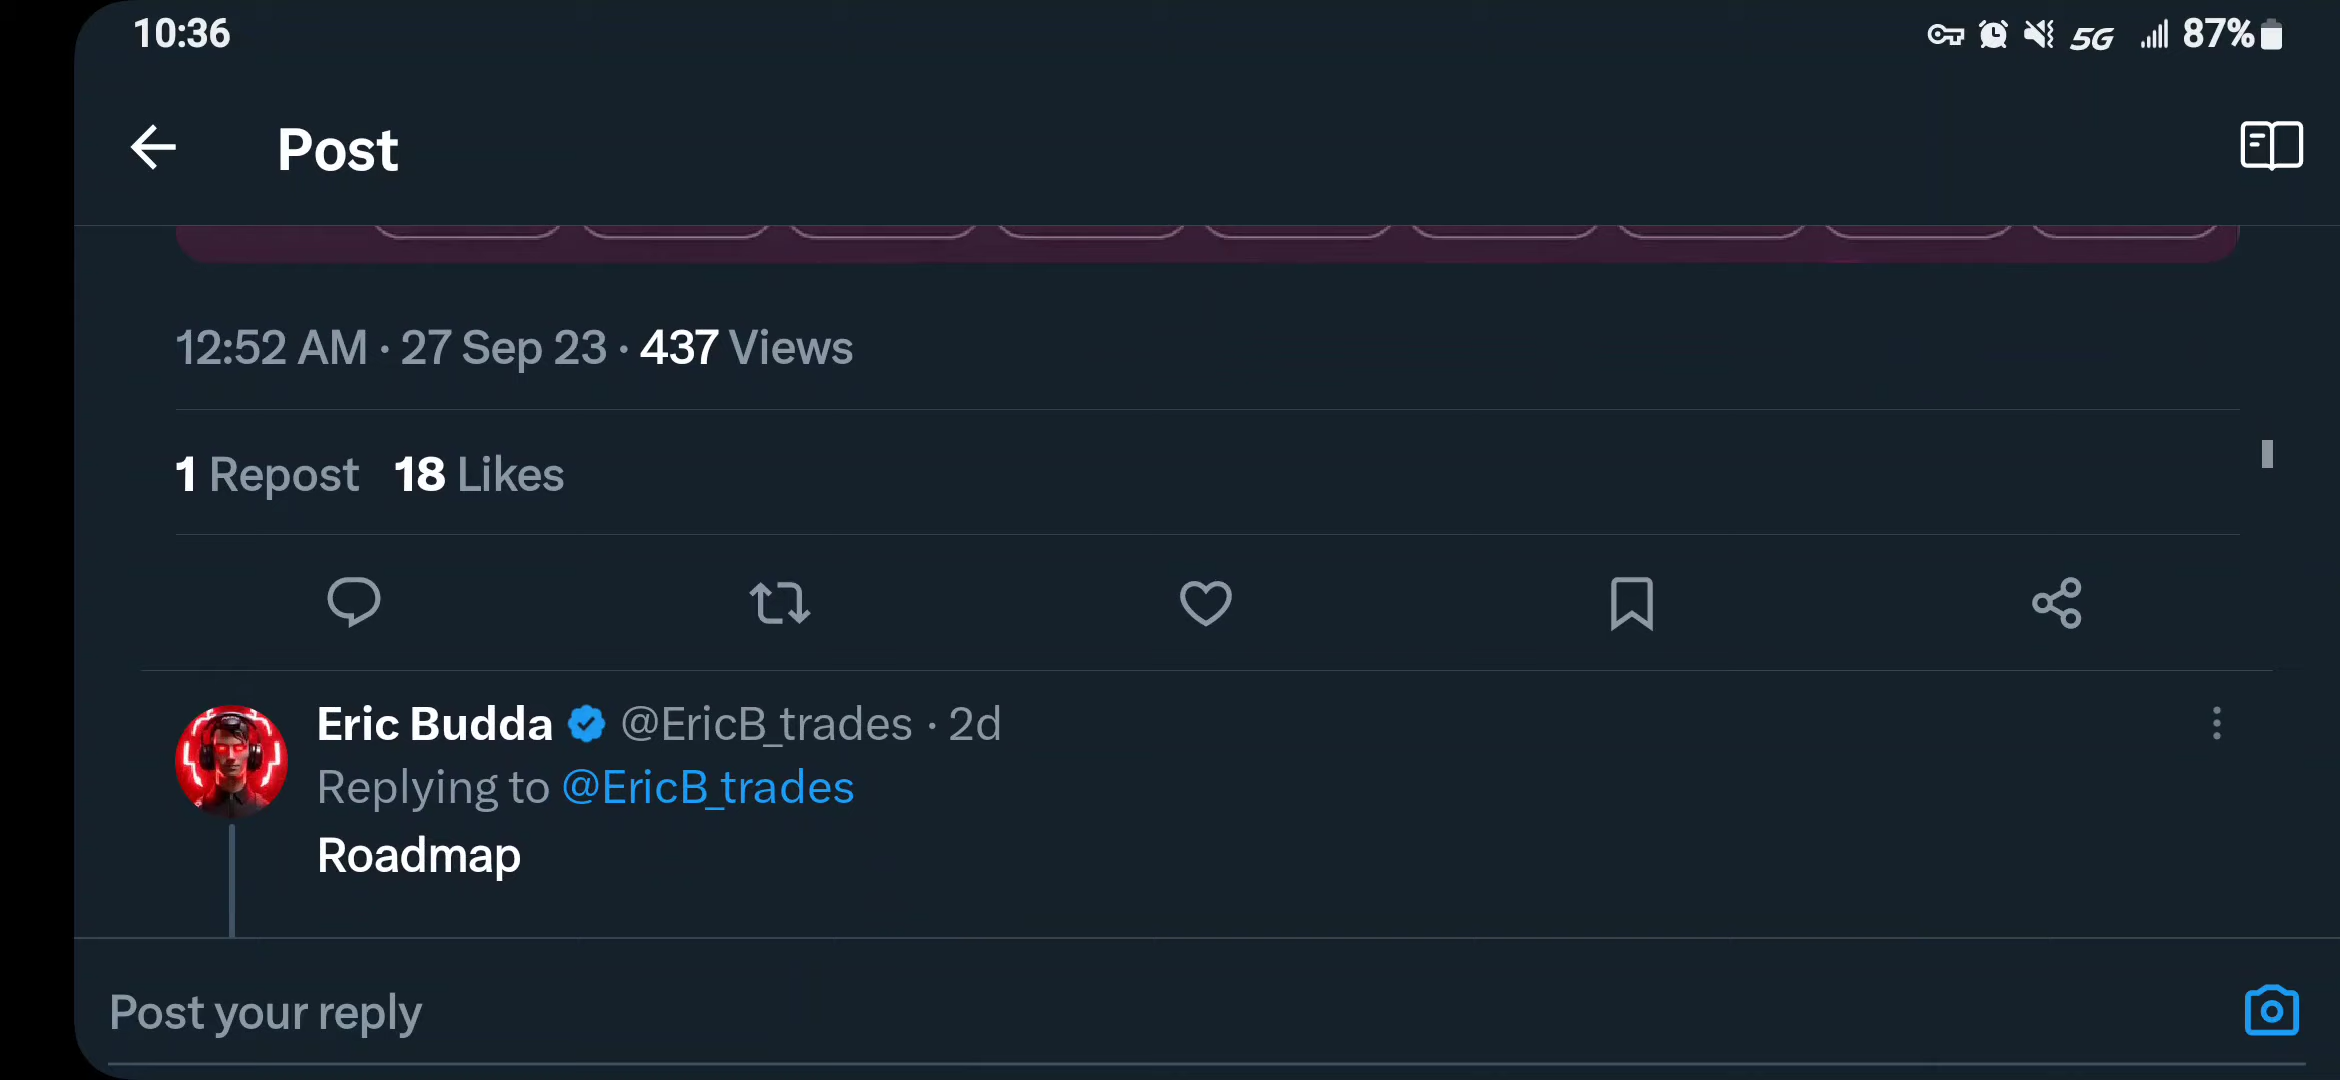 10:36
5G 87%
Post
12:52 AM · 27 Sep 23 · 437 Views
1 Repost 18 Likes
Eric Budda @EricB_trades · 2d
Replying to @EricB_trades
Roadmap
Post your reply